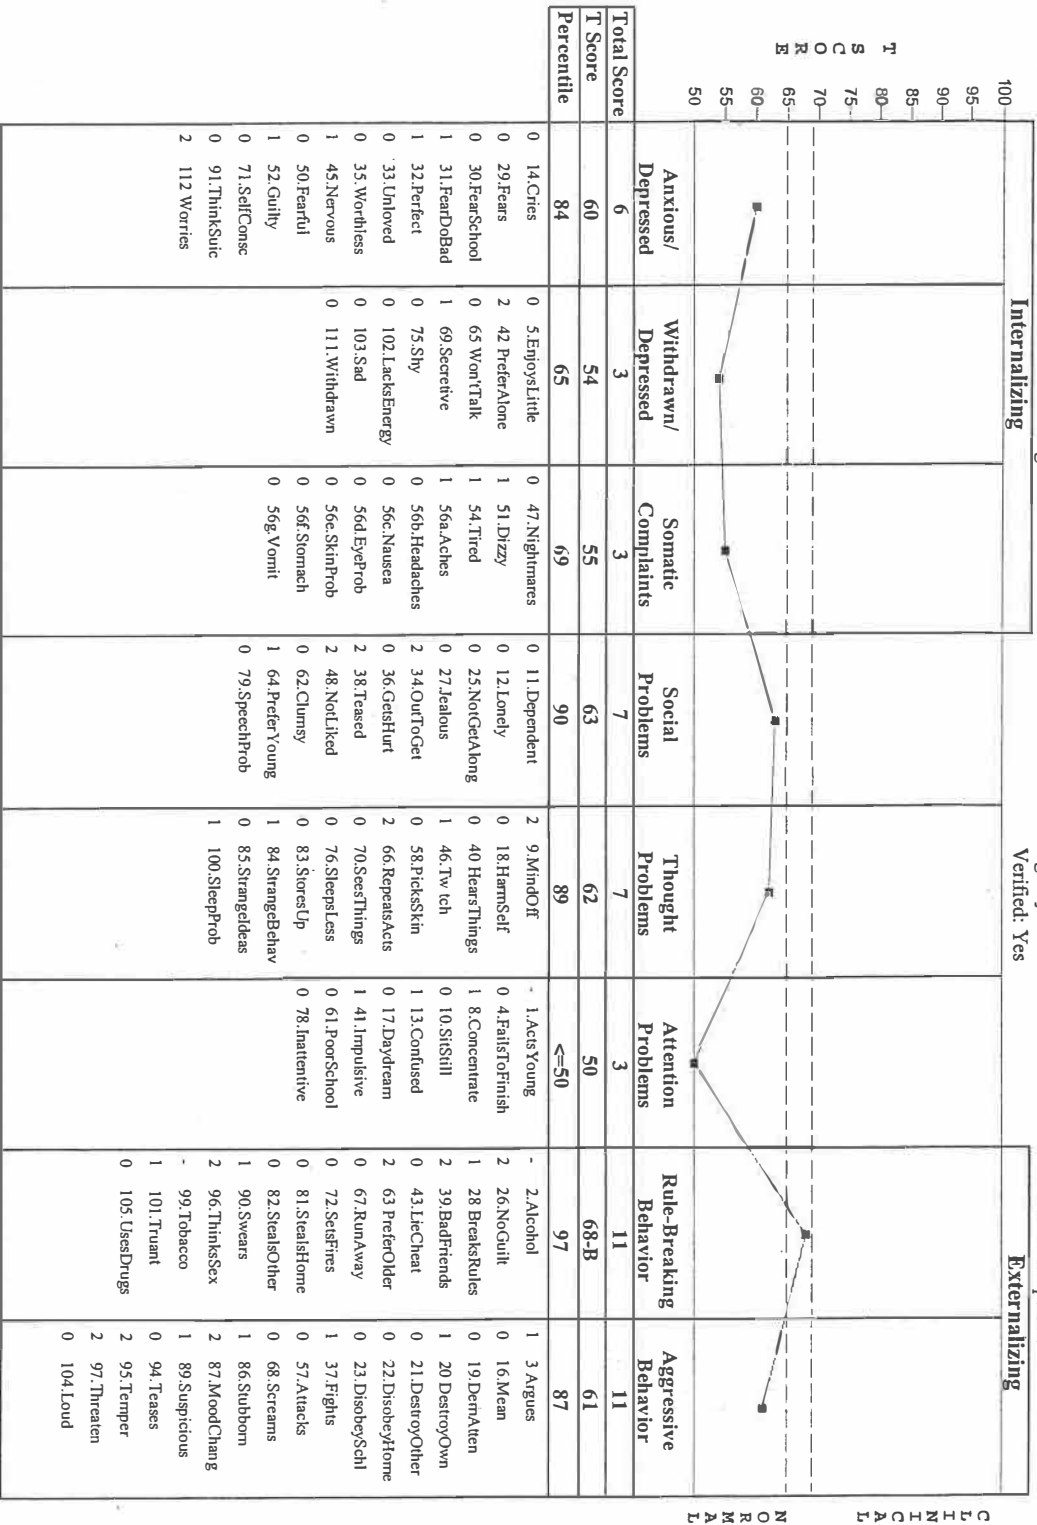 Verified: Yes
Internalizing
Externalizing
100
95
90
85
80
75
70
65
60
55
50
T SCORE
CLINICAL
NORMAL
Anxious/ Depressed
Withdrawn/ Depressed
Somatic Complaints
Social Problems
Thought Problems
Attention Problems
Rule-Breaking Behavior
Aggressive Behavior
Total Score 6 3 3 7 7 3 11 11
T Score 60 54 55 63 62 50 68-B 61
Percentile 84 65 69 90 89 <=50 97 87
0 14.Cries
0 29.Fears
0 30.FearSchool
1 31.FearDoBad
1 32.Perfect
0 33.Unloved
0 35.Worthless
1 45.Nervous
0 50.Fearful
1 52.Guilty
0 71.SelfConsc
0 91.ThinkSuic
2 112 Worries
0 5.EnjoysLittle
2 42 PreferAlone
0 65 Won'tTalk
1 69.Secretive
0 75.Shy
0 102.LacksEnergy
0 103.Sad
0 111.Withdrawn
0 47.Nightmares
1 51.Dizzy
1 54.Tired
1 56a.Aches
0 56b.Headaches
0 56c.Nausea
0 56d.EyeProb
0 56e.SkinProb
0 56f.Stomach
0 56g.Vomit
0 11.Dependent
0 12.Lonely
0 25.NotGetAlong
0 27.Jealous
2 34.OutToGet
0 36.GetsHurt
2 38.Teased
2 48.NotLiked
0 62.Clumsy
1 64.PreferYoung
0 79.SpeechProb
2 9.MindOff
0 18.HarmSelf
0 40 HearsThings
1 46.Tw tch
0 58.PicksSkin
2 66.RepeatsActs
0 70.SeesThings
0 76.SleepsLess
0 83.StoresUp
1 84.StrangeBehav
0 85.StrangeIdeas
1 100.SleepProb
- 1.ActsYoung
0 4.FailsToFinish
1 8.Concentrate
0 10.SitStill
1 13.Confused
0 17.Daydream
1 41.Impulsive
0 61.PoorSchool
0 78.Inattentive
- 2.Alcohol
2 26.NoGuilt
1 28 BreaksRules
2 39.BadFriends
0 43.LieCheat
2 63 PreferOlder
0 67.RunAway
0 72.SetsFires
0 81.StealsHome
0 82.StealsOther
1 90.Swears
2 96.ThinksSex
- 99.Tobacco
1 101.Truant
0 105.UsesDrugs
1 3 Argues
0 16.Mean
0 19.DemAtten
1 20 DestroyOwn
0 21.DestroyOther
0 22.DisobeyHome
0 23.DisobeySchl
1 37.Fights
0 57.Attacks
0 68.Screams
1 86.Stubborn
2 87.MoodChang
1 89.Suspicious
0 94.Teases
2 95.Temper
2 97.Threaten
0 104.Loud